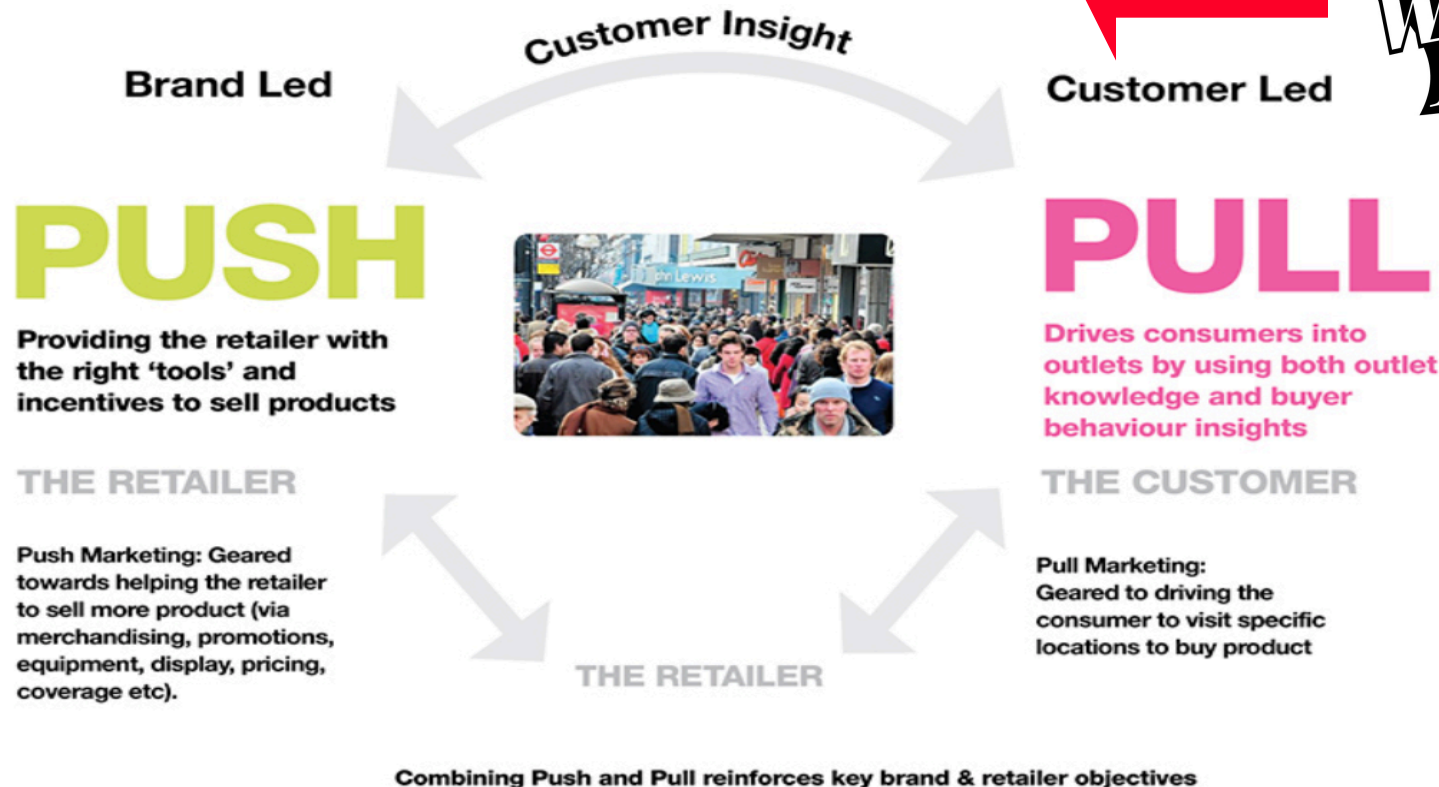 Customer Insight
Brand Led
Customer Led
PUSH
Providing the retailer with
the right ‘tools’ and
incentives to sell products
THE RETAILER
Push Marketing: Geared
towards helping the retailer
to sell more product (via
merchandising, promotions,
equipment, display, pricing,
coverage etc).
John Lewis
PULL
Drives consumers into
outlets by using both outlet
knowledge and buyer
behaviour insights
THE CUSTOMER
Pull Marketing:
Geared to driving the
consumer to visit specific
locations to buy product
THE RETAILER
Combining Push and Pull reinforces key brand & retailer objectives